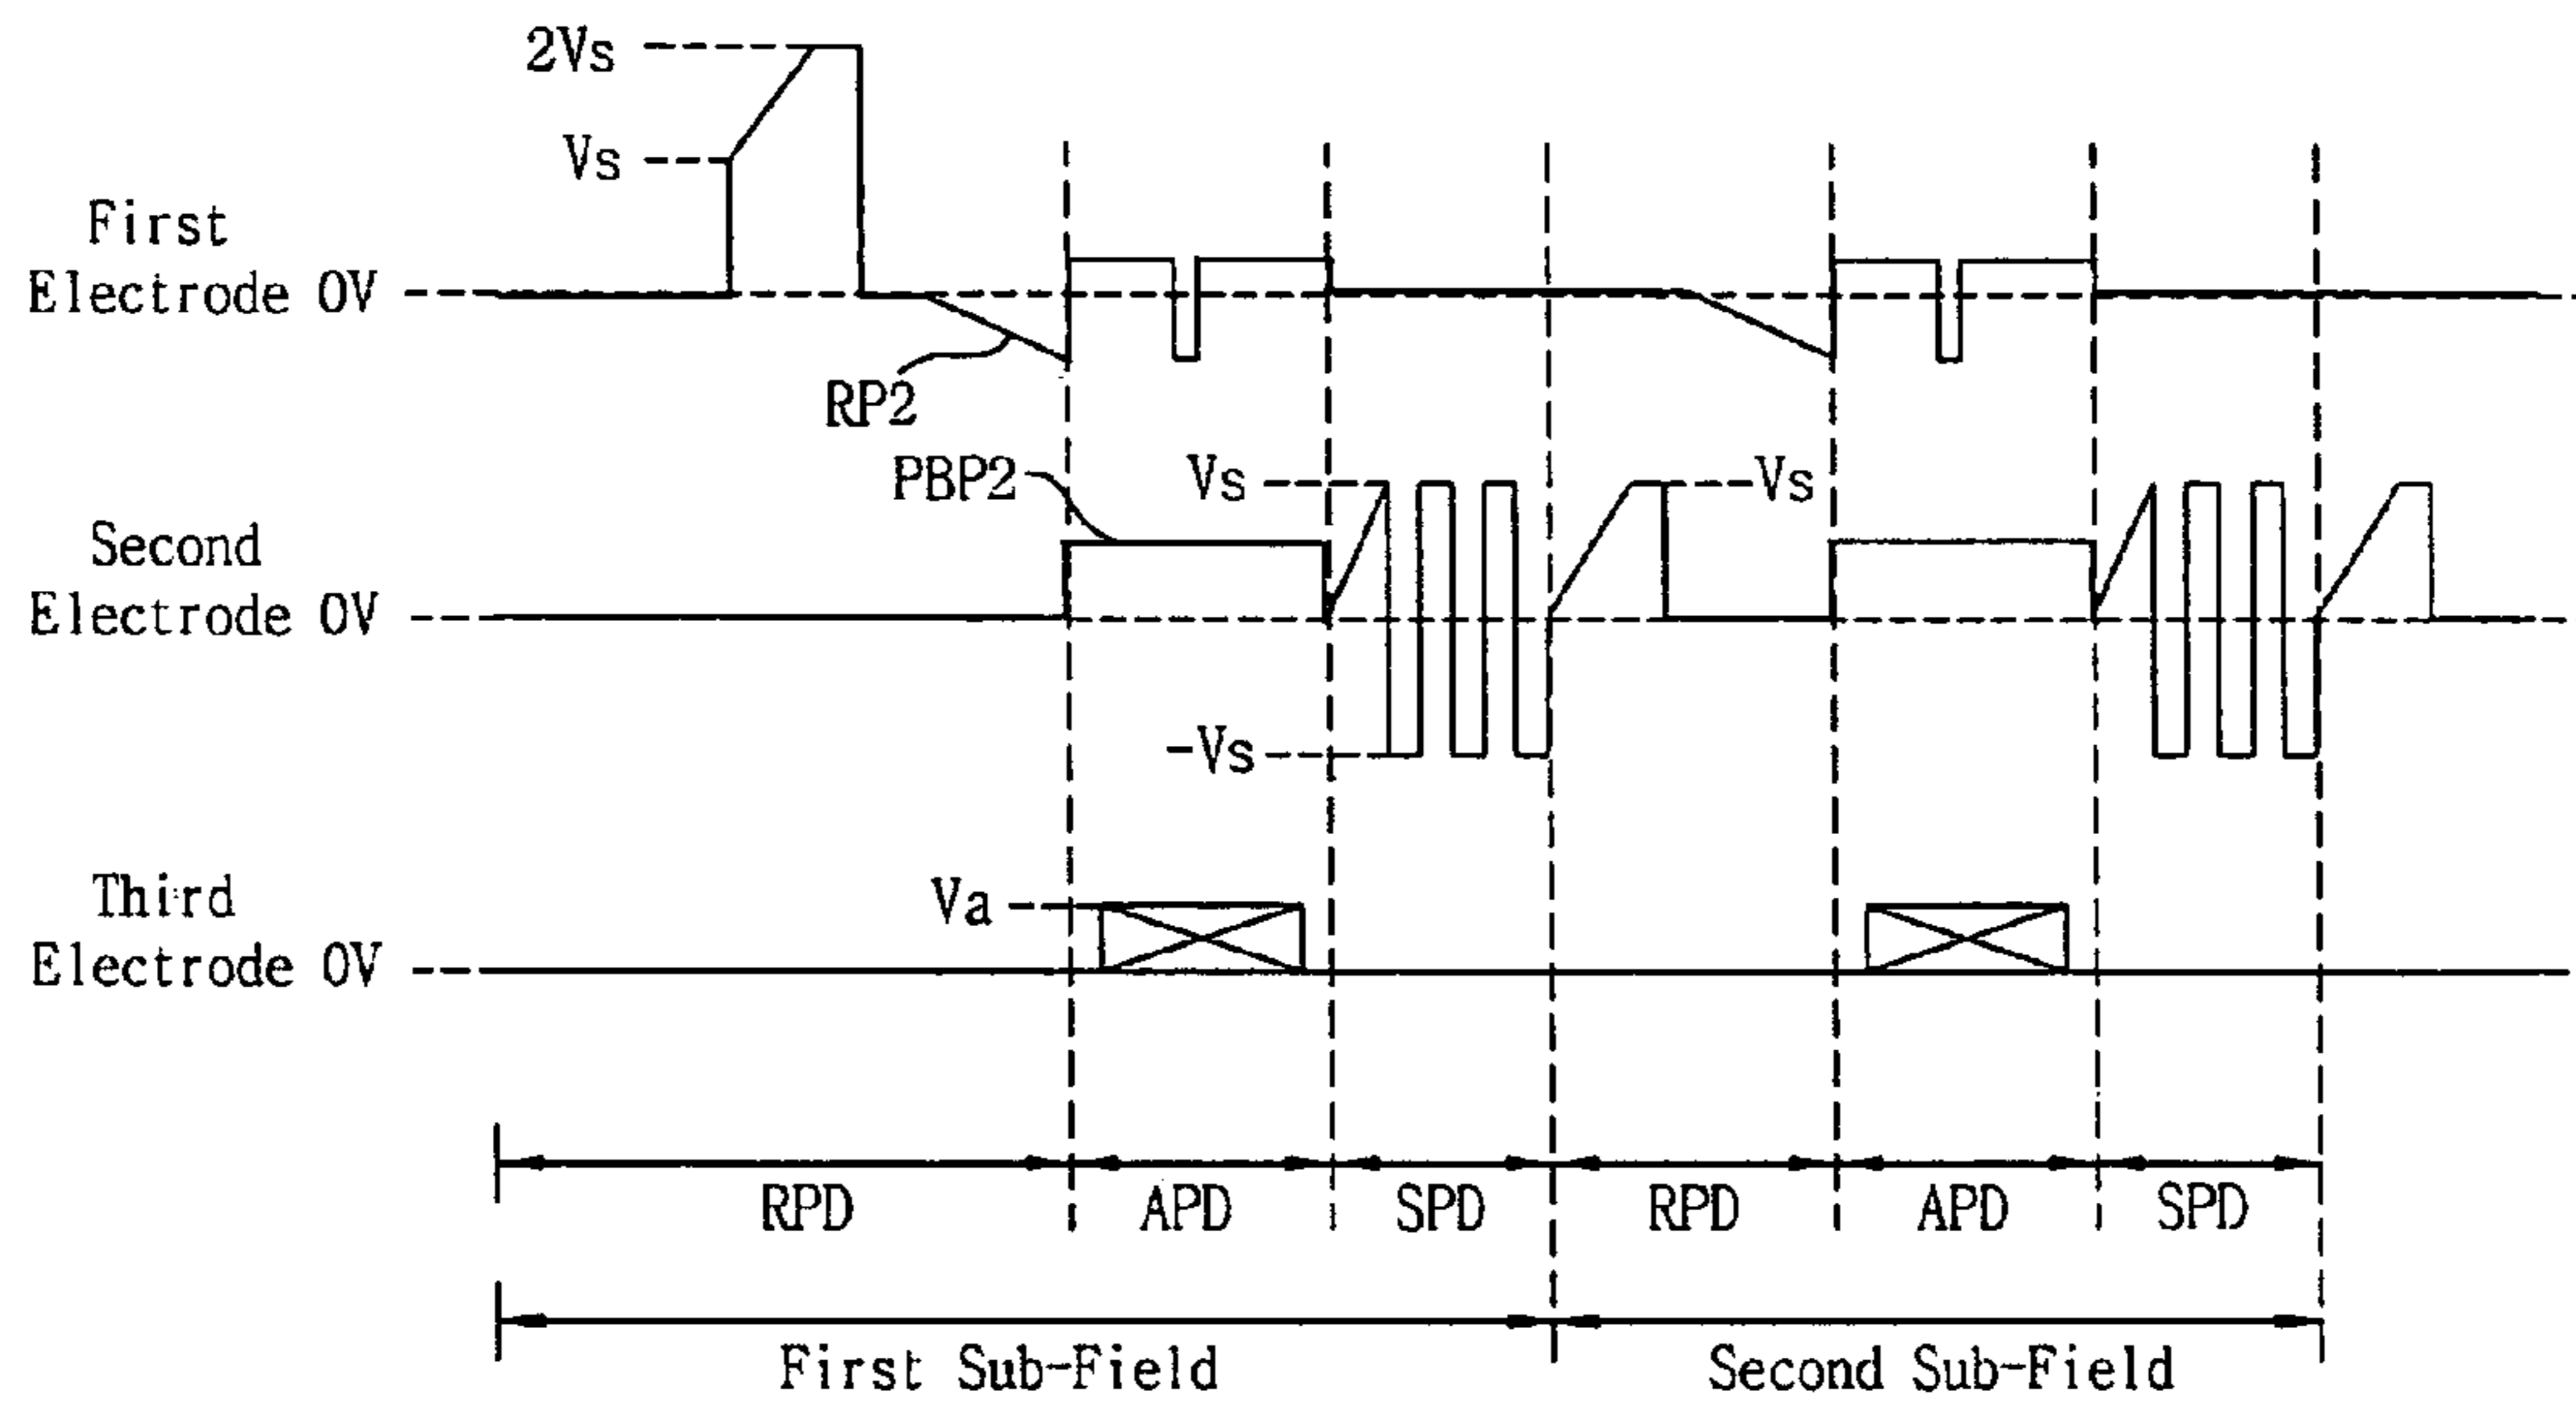 2Vs
Vs
First
Electrode 0V
RP2
PBP2
Vs
Vs
Second
Electrode 0V
-Vs
Va
Third
Electrode 0V
RPD APD SPD RPD APD SPD
First Sub-Field Second Sub-Field